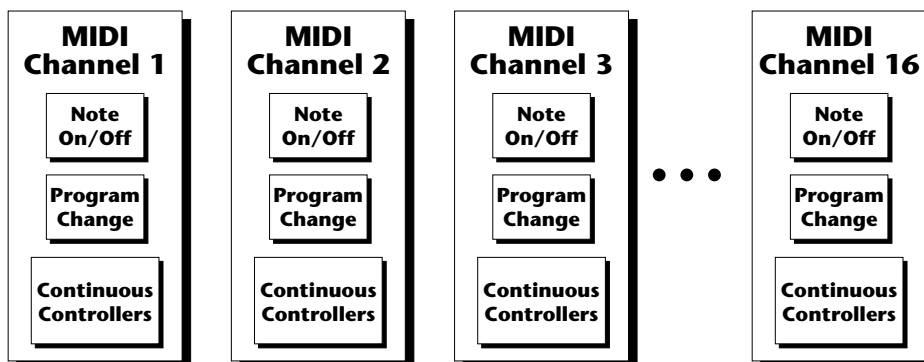 MIDI
Channel 1
Note
On/Off
Program
Change
Continuous
Controllers
MIDI
Channel 2
Note
On/Off
Program
Change
Continuous
Controllers
MIDI
Channel 3
Note
On/Off
Program
Change
Continuous
Controllers
MIDI
Channel 16
Note
On/Off
Program
Change
Continuous
Controllers